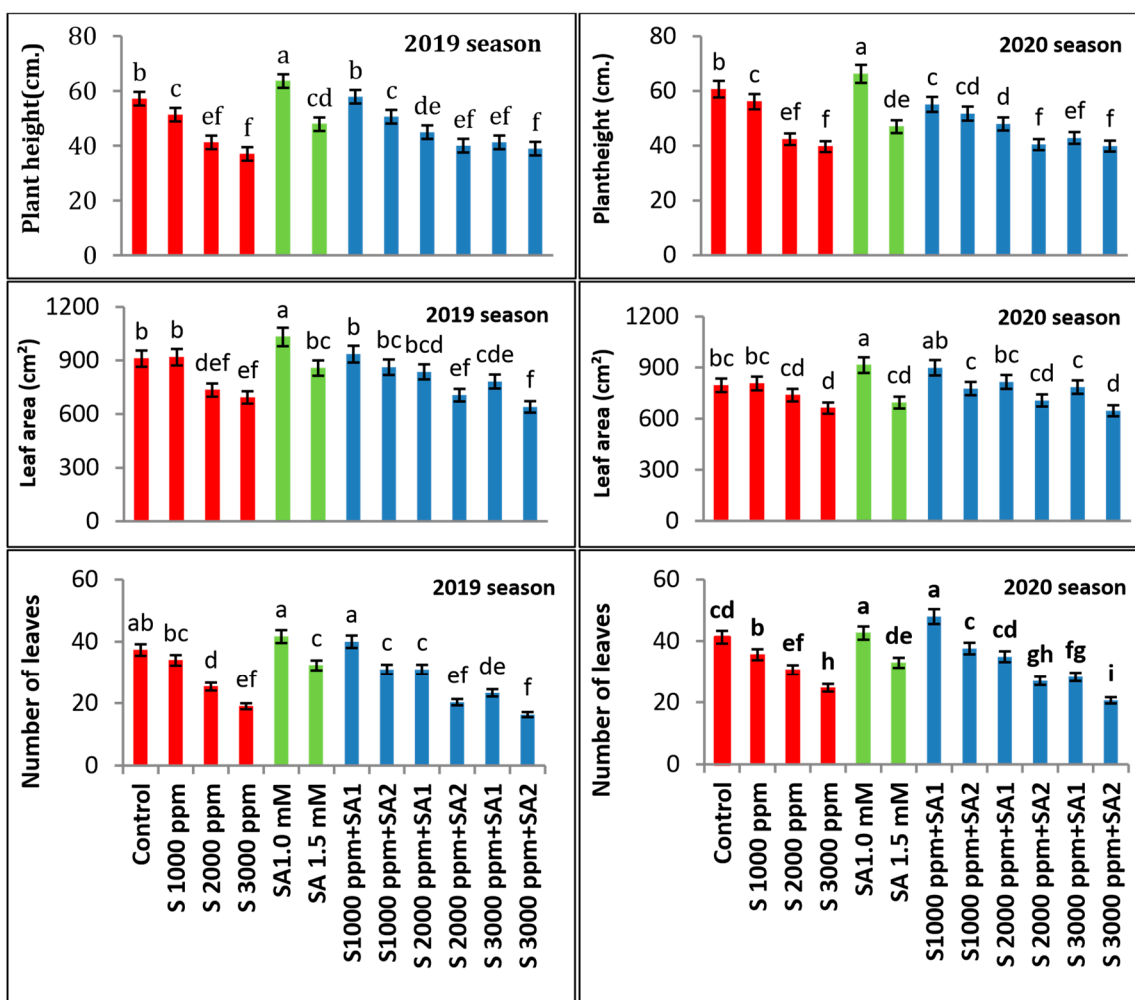 2019 season
Plant height(cm.)
80
60
40
20
0
b c ef f a cd b c de ef ef f
2020 season
Plantheight (cm.)
80
60
40
20
0
b c ef f a de c cd d f ef f
2019 season
Leaf area (cm²)
1200
900
600
300
0
b b def ef a bc b bc bcd ef cde f
2020 season
Leaf area (cm²)
1200
900
600
300
0
bc bc cd d a cd ab c bc cd c d
2019 season
Number of leaves
60
40
20
0
ab bc d ef a c a c c ef de f
Control
S 1000 ppm
S 2000 ppm
S 3000 ppm
SA1.0 mM
SA 1.5 mM
S1000 ppm+SA1
S1000 ppm+SA2
S 2000 ppm+SA1
S 2000 ppm+SA2
S 3000 ppm+SA1
S 3000 ppm+SA2
2020 season
Number of leaves
60
40
20
0
cd b ef h a de a c cd gh fg i
Control
S 1000 ppm
S 2000 ppm
S 3000 ppm
SA1.0 mM
SA 1.5 mM
S1000 ppm+SA1
S1000 ppm+SA2
S 2000 ppm+SA1
S 2000 ppm+SA2
S 3000 ppm+SA1
S 3000 ppm+SA2